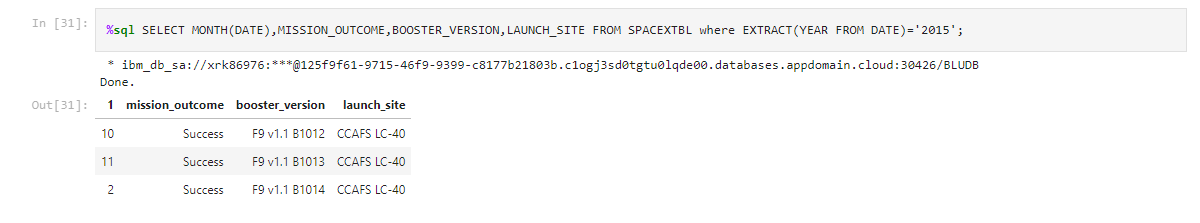 In [31]: %sql SELECT MONTH(DATE),MISSION_OUTCOME,BOOSTER_VERSION,LAUNCH_SITE FROM SPACEXTBL where EXTRACT(YEAR FROM DATE)='2015';
* ibm_db_sa://xrk86976:***@125f9f61-9715-46f9-9399-c8177b21803b.c1ogj3sd0tgtu0lqde00.databases.appdomain.cloud:30426/BLUDB
Done.
Out[31]: 1 mission_outcome booster_version launch_site
10 Success F9 v1.1 B1012 CCAFS LC-40
11 Success F9 v1.1 B1013 CCAFS LC-40
2 Success F9 v1.1 B1014 CCAFS LC-40